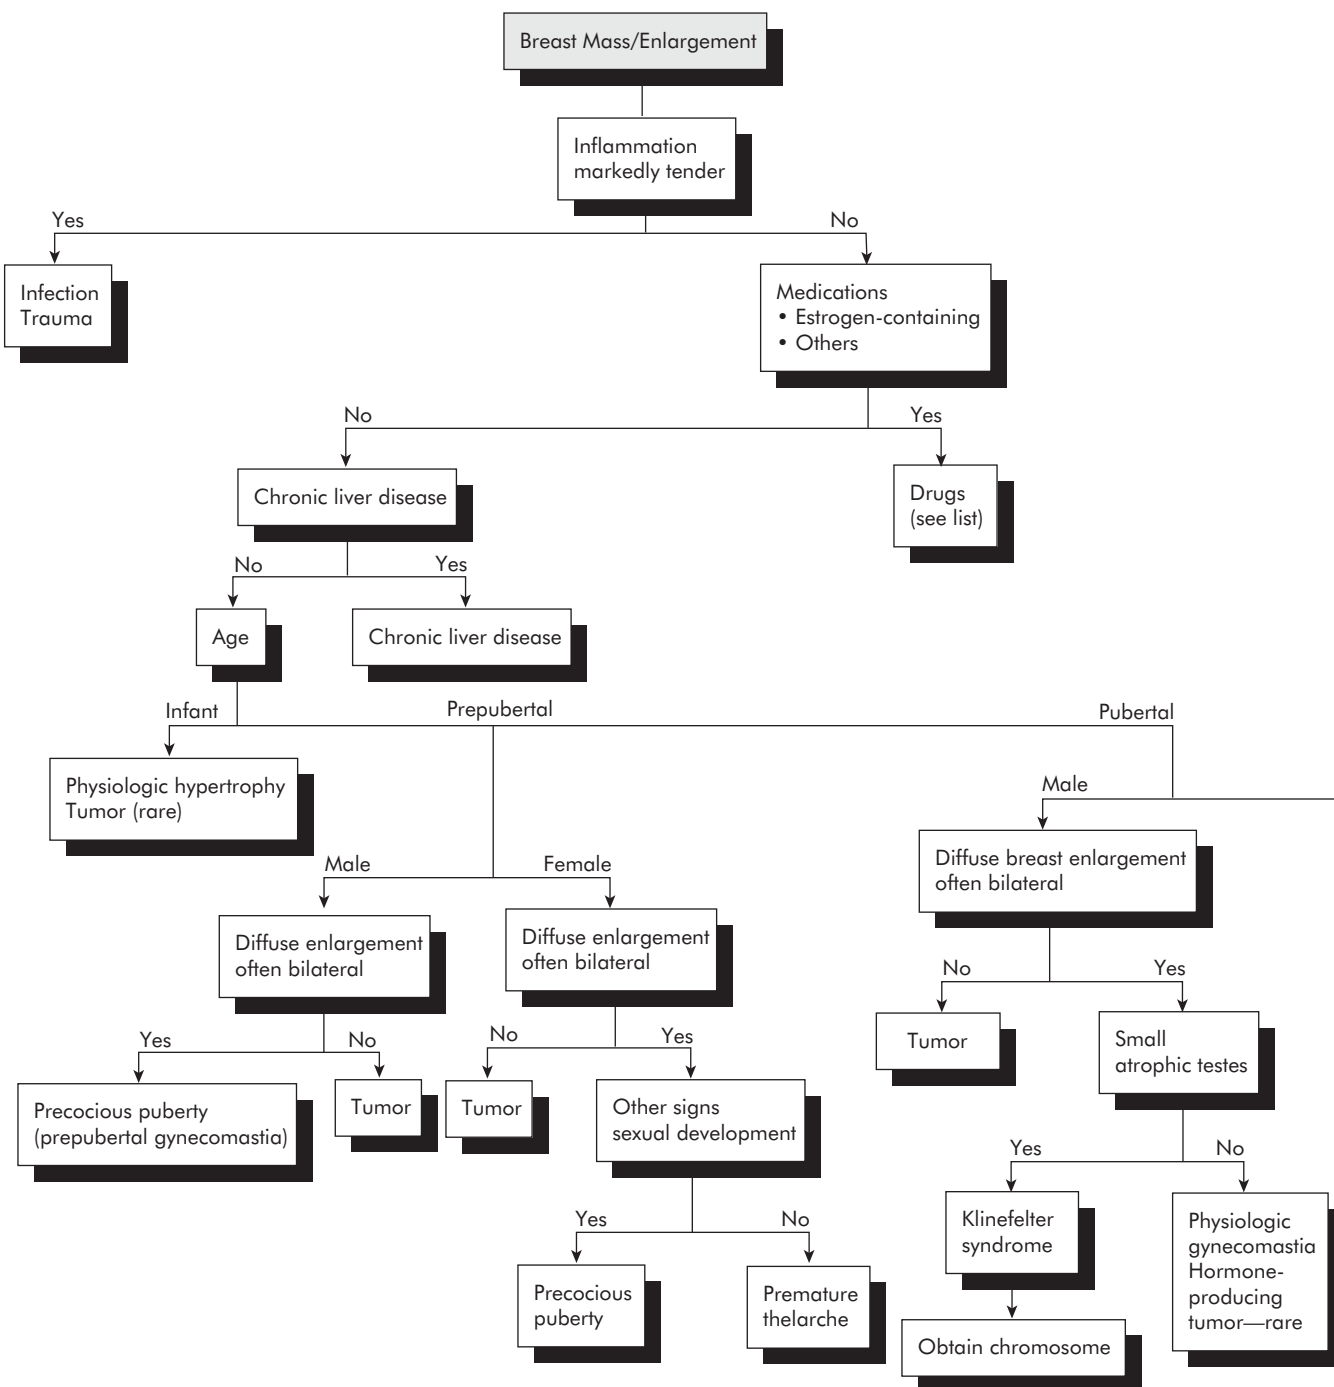 Breast Mass/Enlargement
Inflammation
markedly tender
Yes
No
Infection
Trauma
Medications
• Estrogen-containing
• Others
No
Yes
Chronic liver disease
Drugs
(see list)
No
Yes
Age
Chronic liver disease
Infant
Prepubertal
Pubertal
Physiologic hypertrophy
Tumor (rare)
Male
Male
Female
Diffuse breast enlargement
often bilateral
Diffuse enlargement
often bilateral
Diffuse enlargement
often bilateral
No
Yes
Yes
No
No
Yes
Tumor
Small
atrophic testes
Precocious puberty
(prepubertal gynecomastia)
Tumor
Tumor
Other signs
sexual development
Yes
No
Yes
No
Klinefelter
syndrome
Physiologic
gynecomastia
Hormone-
producing
tumor—rare
Precocious
puberty
Premature
thelarche
Obtain chromosome